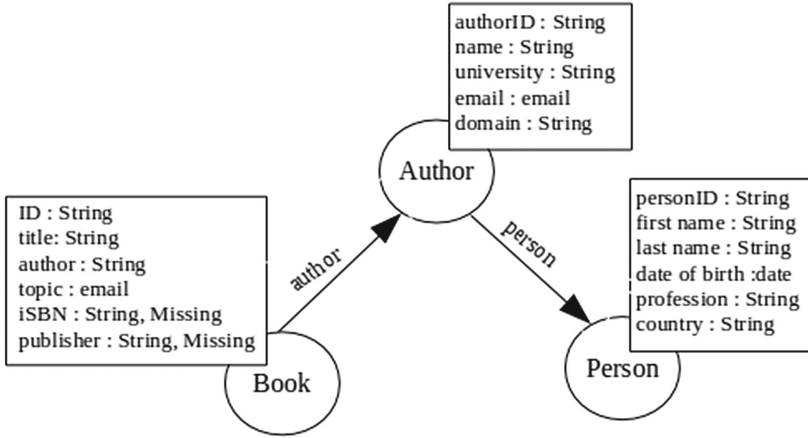 authorID : String
name : String
university : String
email : email
domain : String
Author
personID : String
first name : String
last name : String
date of birth :date
profession : String
country : String
person
ID : String
title: String
author : String
topic : email
iSBN : String, Missing
publisher : String, Missing
author
Book
Person